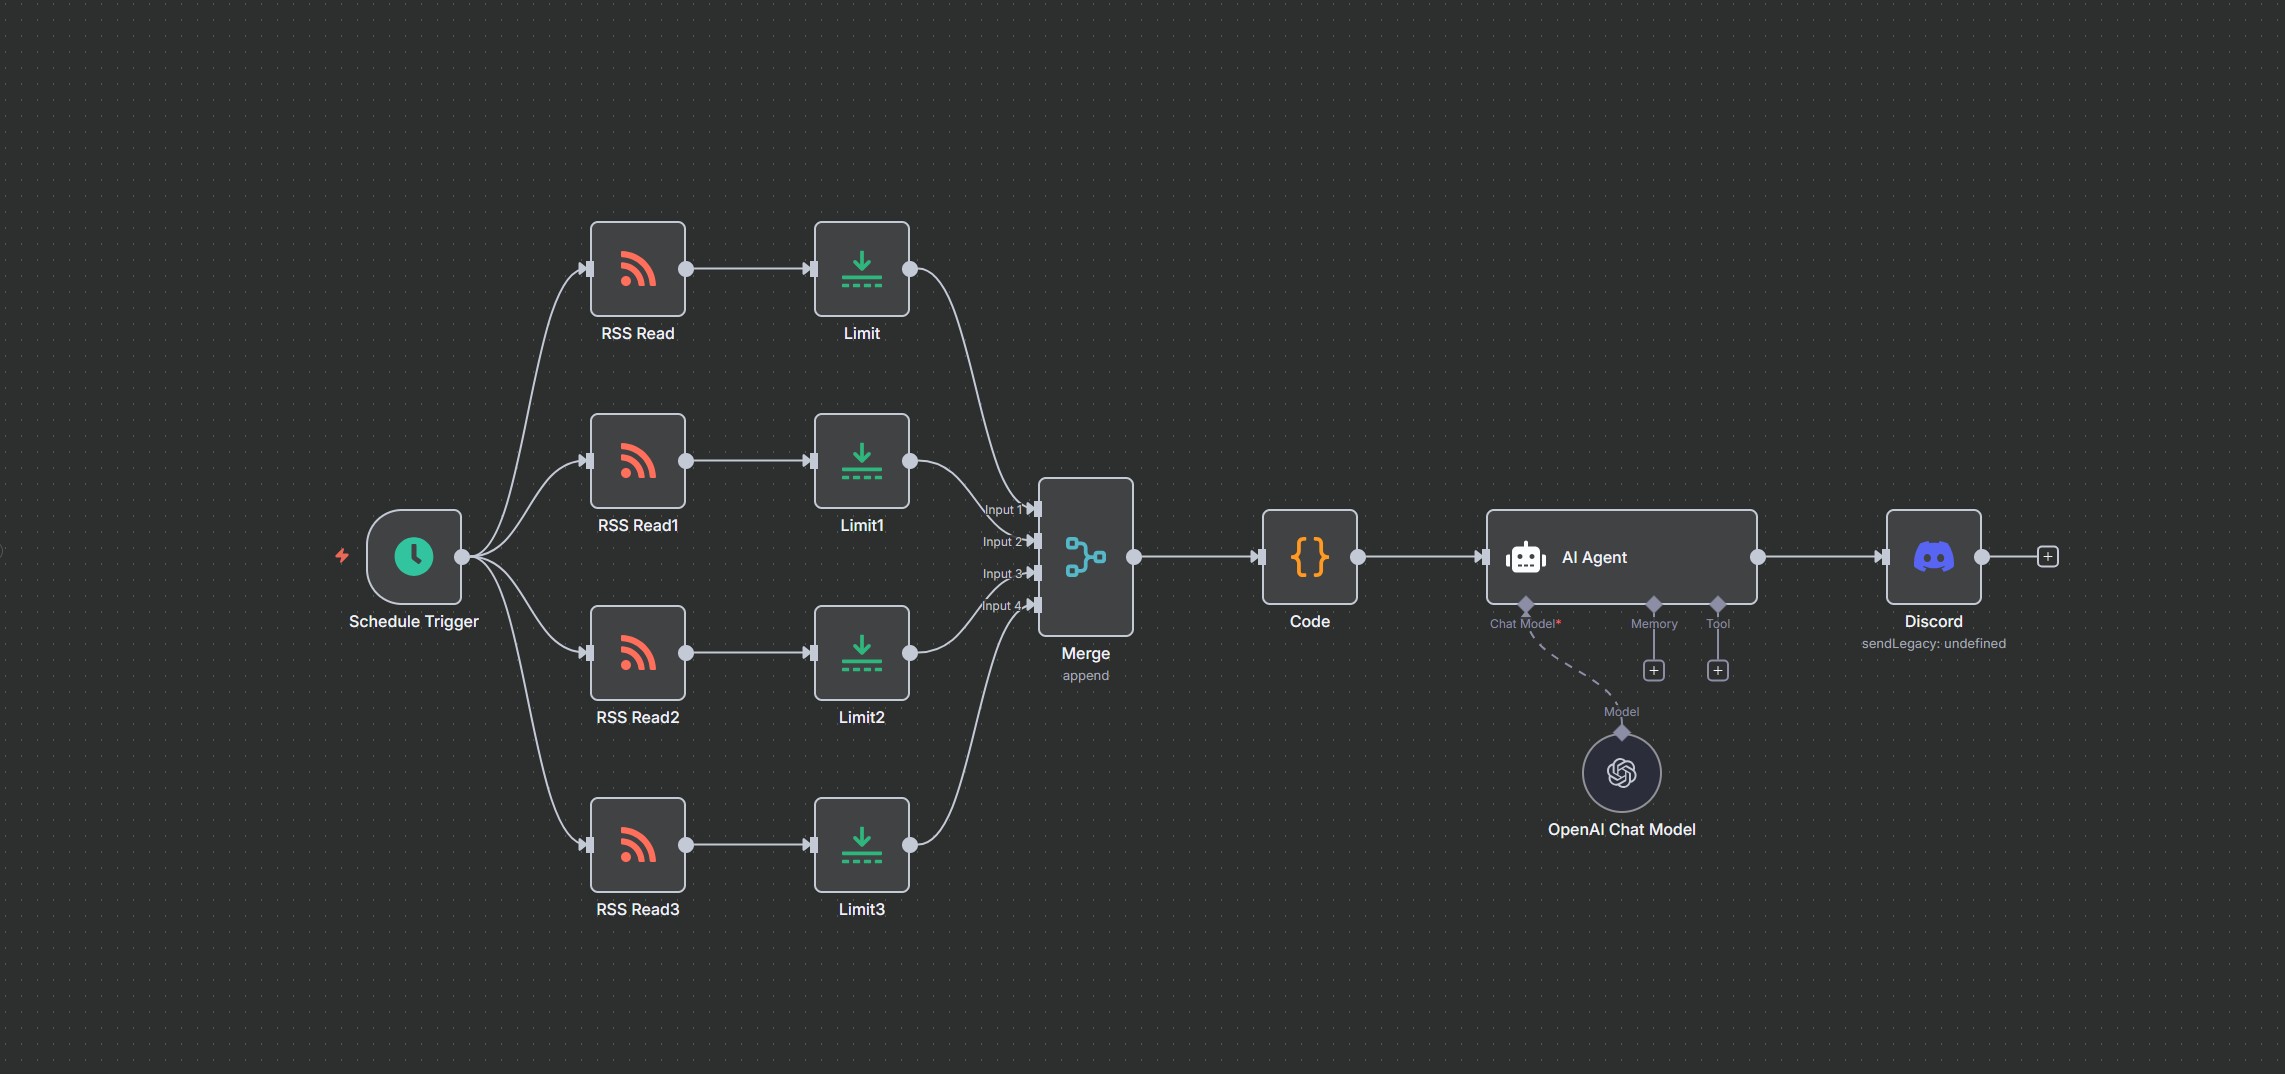 RSS Read
Limit
RSS Read1
Limit1
Schedule Trigger
RSS Read2
Limit2
RSS Read3
Limit3
Input 1
Input 2
Input 3
Input 4
Merge
append
Code
AI Agent
Chat Model*
Memory
Tool
Model
OpenAI Chat Model
Discord
sendLegacy: undefined